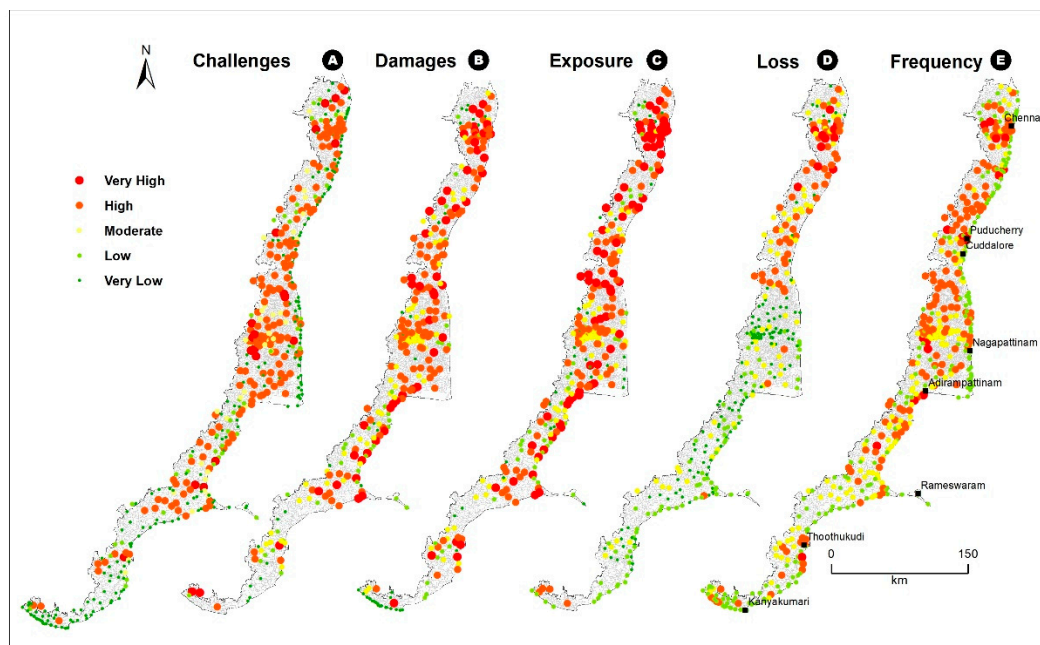 N
Challenges A
Damages B
Exposure C
Loss D
Frequency E
Chenna
Very High
High
Moderate
Low
Very Low
Puducherry
Cuddalore
Nagapattinam
Adirampattinam
Rameswaram
Thoothukudi
0 150
km
Kanyakumari